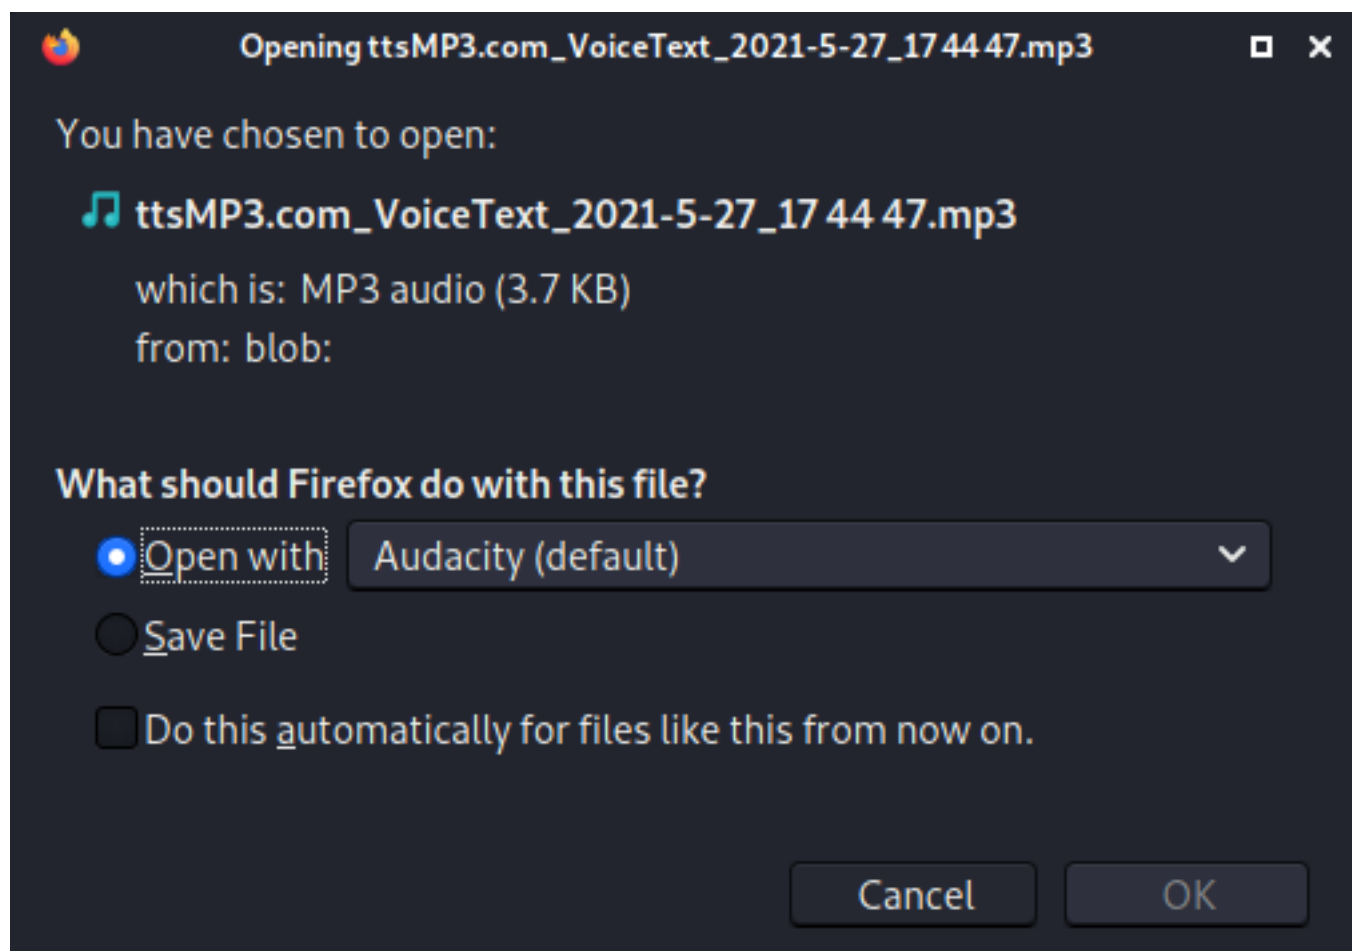 Opening ttsMP3.com_VoiceText_2021-5-27_17 44 47.mp3
You have chosen to open:
ttsMP3.com_VoiceText_2021-5-27_17 44 47.mp3
which is: MP3 audio (3.7 KB)
from: blob:
What should Firefox do with this file?
Open with Audacity (default)
Save File
Do this automatically for files like this from now on.
Cancel OK